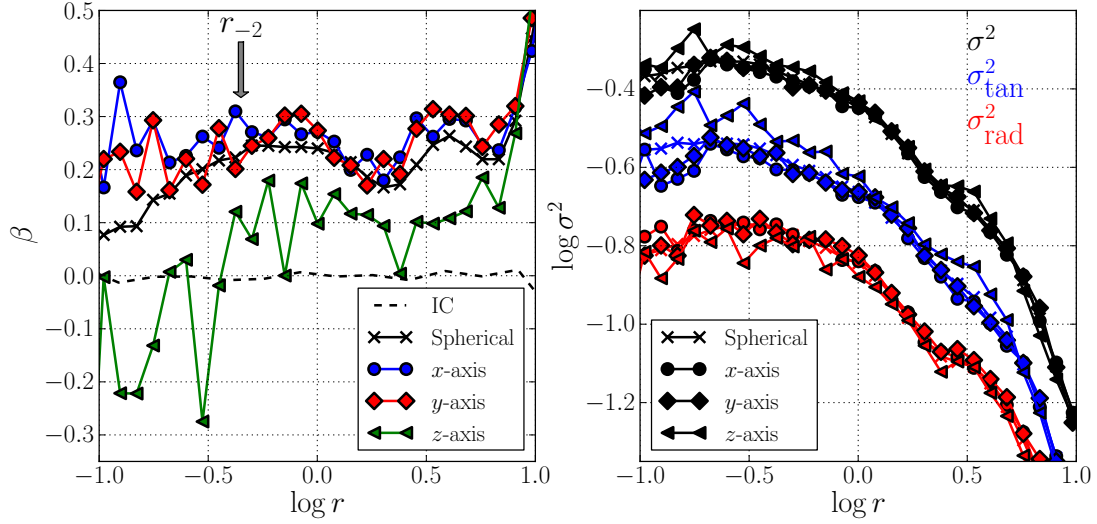 0.5
0.4
0.3
0.2
0.1
0.0
−0.1
−0.2
−0.3
β
r₋₂
IC
Spherical
x-axis
y-axis
z-axis
−1.0 −0.5 0.0 0.5 1.0
log r
−0.4
−0.6
−0.8
−1.0
−1.2
log σ²
σ²
σ²tan
σ²rad
Spherical
x-axis
y-axis
z-axis
−1.0 −0.5 0.0 0.5 1.0
log r